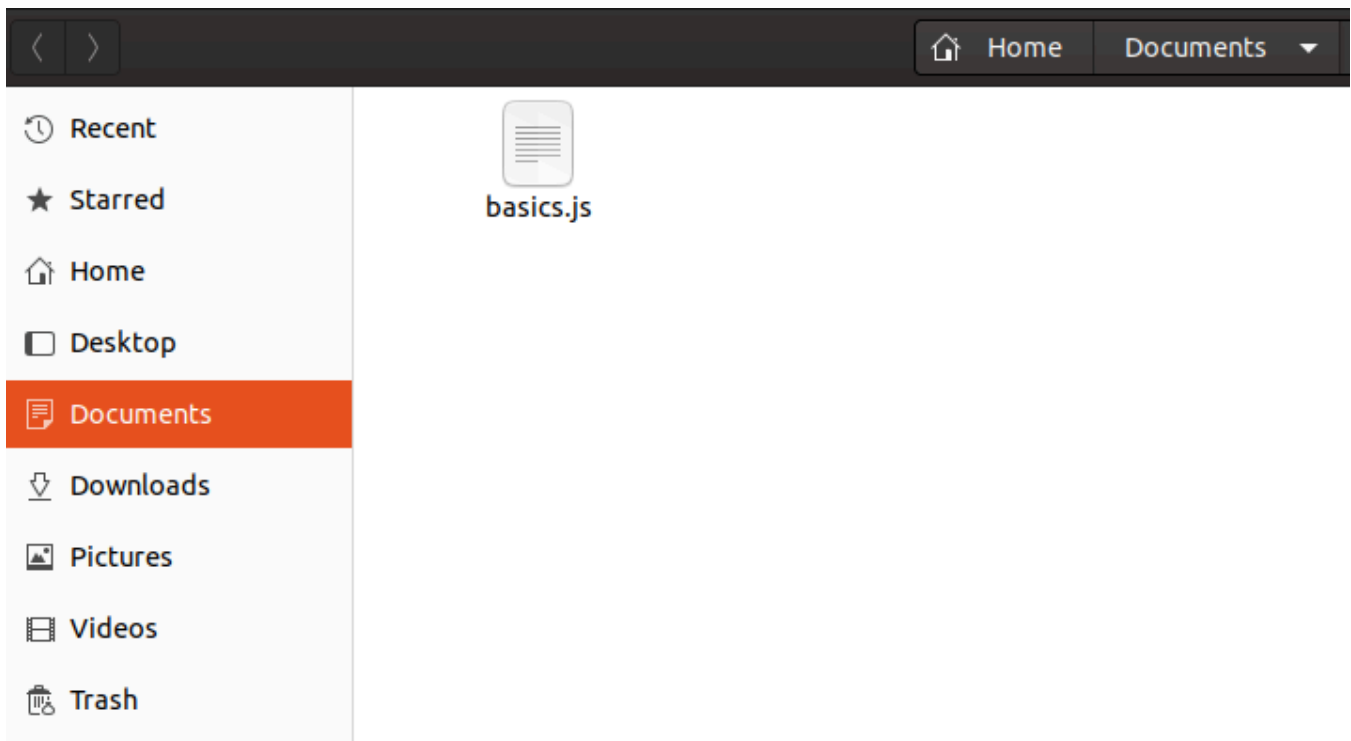 Home Documents
Recent
Starred
Home
Desktop
Documents
Downloads
Pictures
Videos
Trash
basics.js